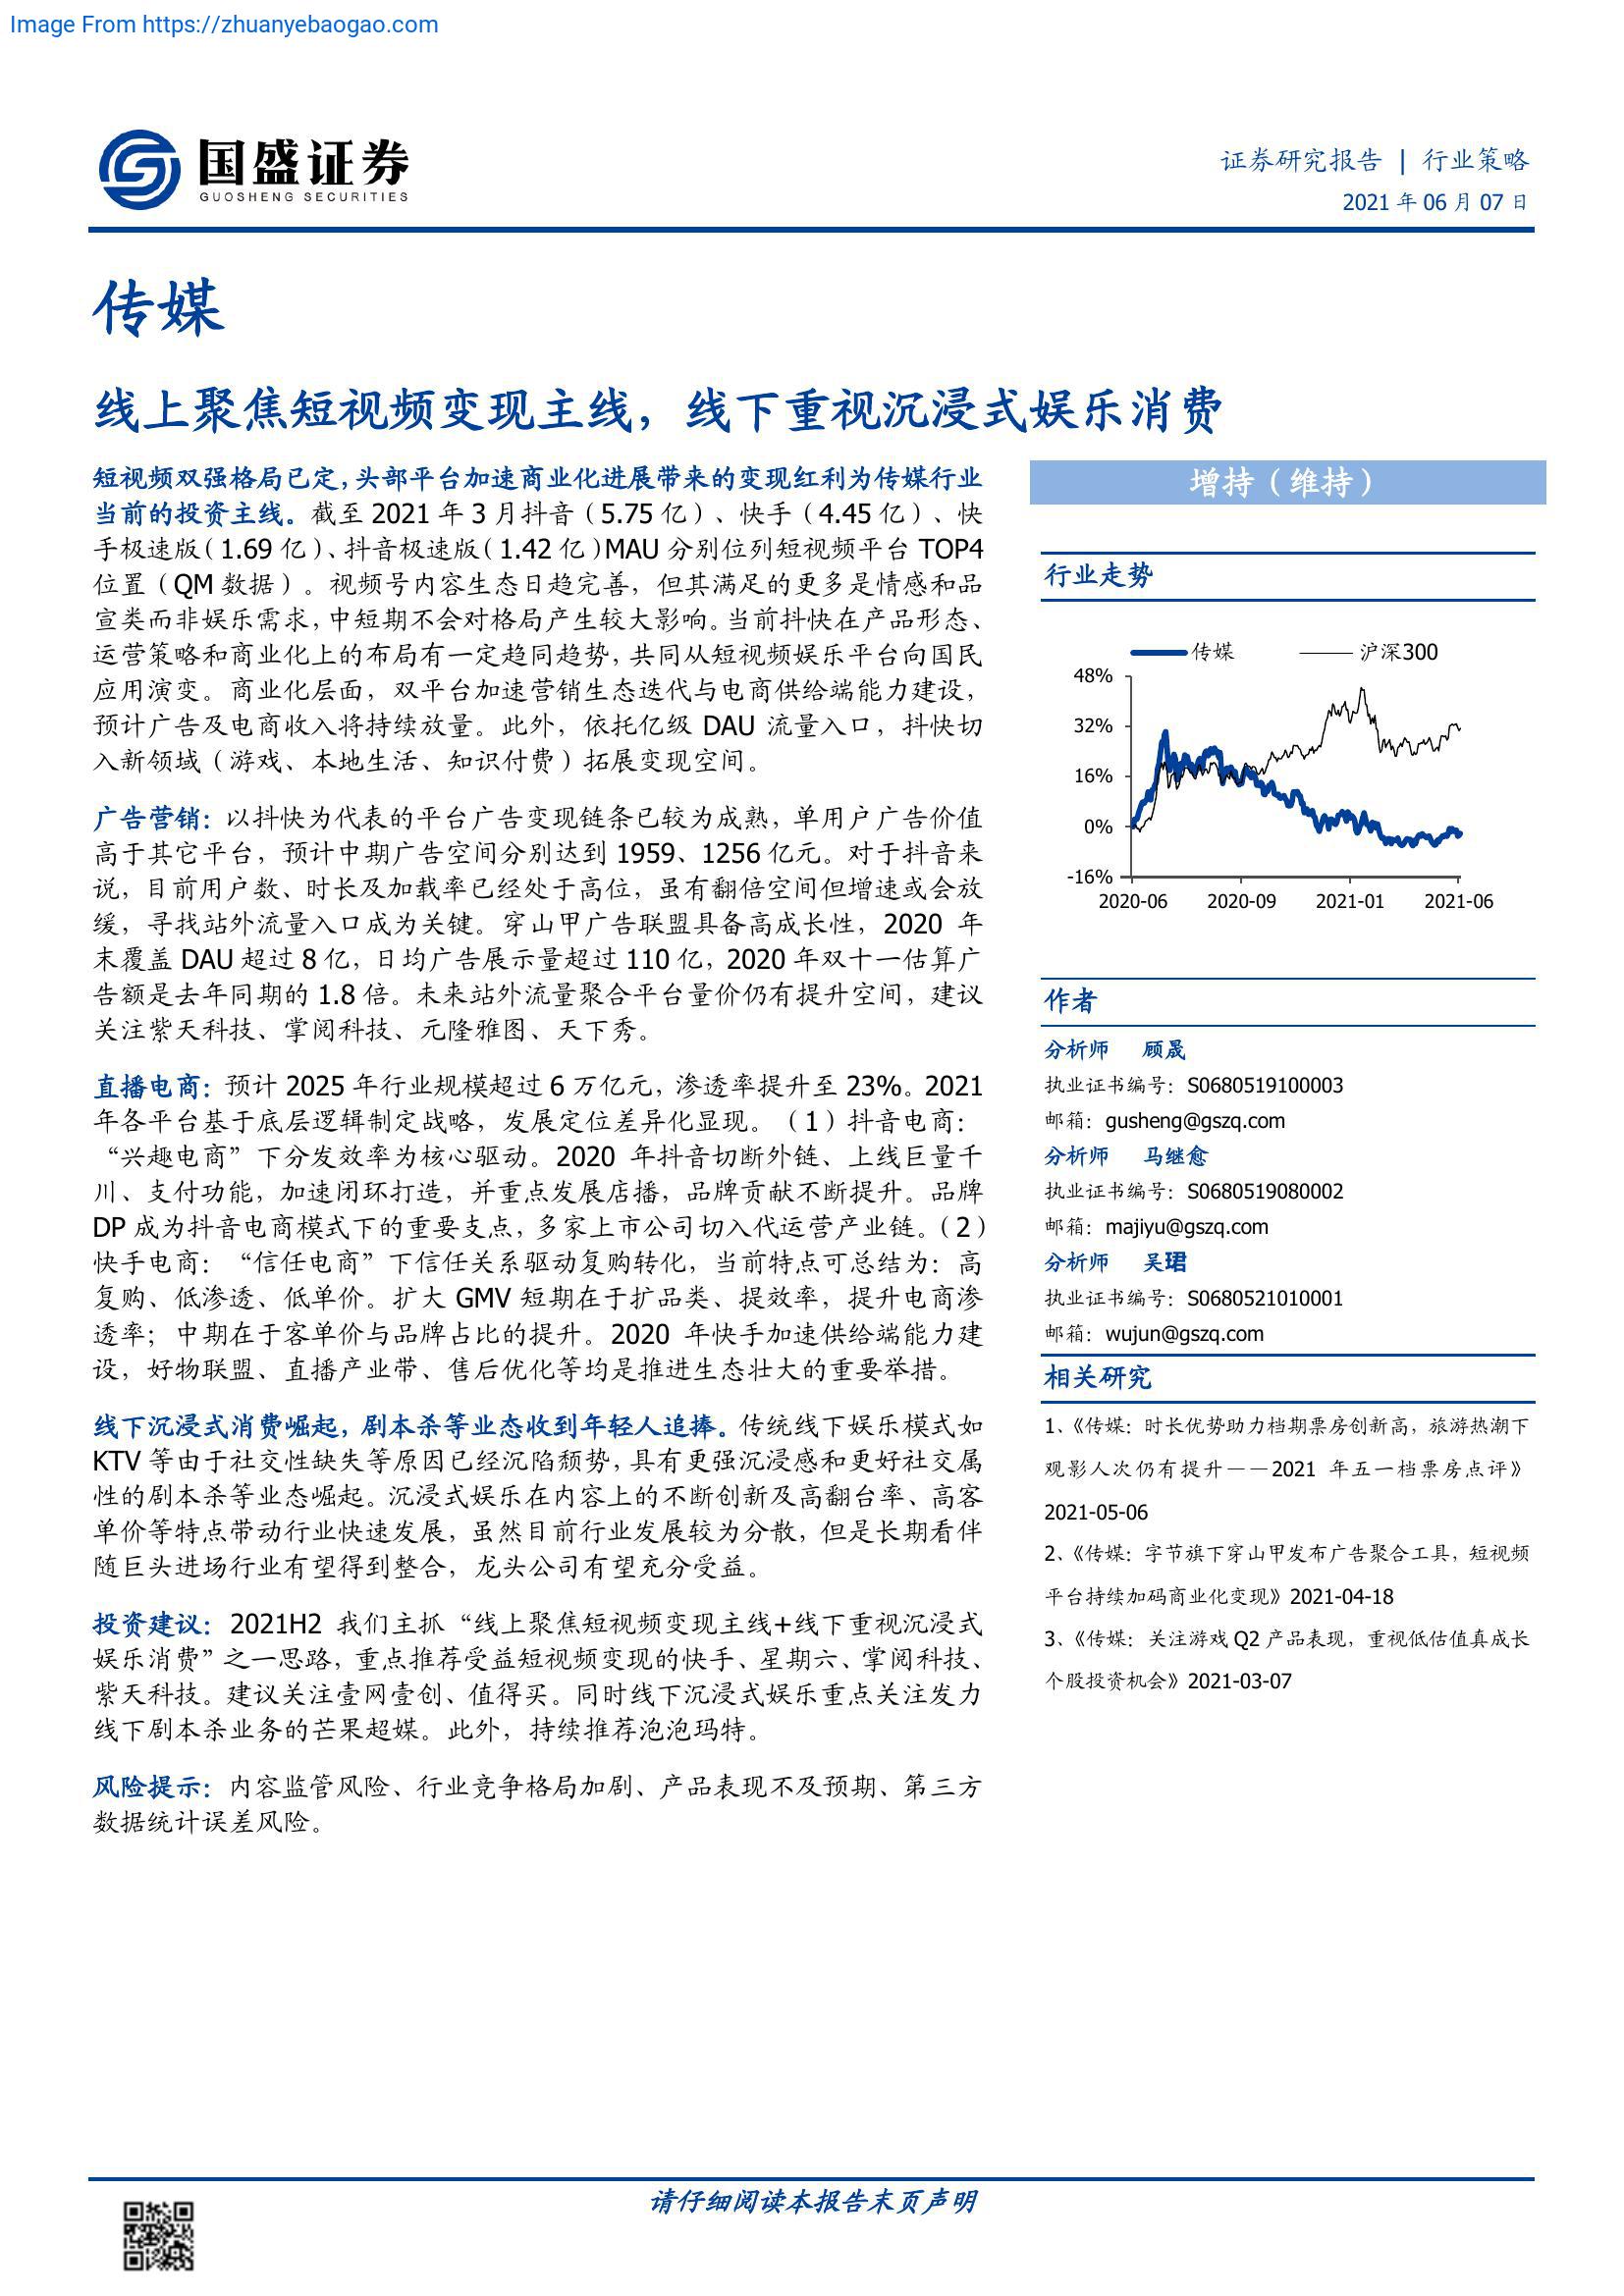 Image From https://zhuanyebaogao.com
国盛证券
GUOSHENG SECURITIES
证券研究报告 | 行业策略
2021 年 06 月 07 日
传媒
线上聚焦短视频变现主线，线下重视沉浸式娱乐消费
短视频双强格局已定，头部平台加速商业化进展带来的变现红利为传媒行业
当前的投资主线。截至 2021 年 3 月抖音（5.75 亿）、快手（4.45 亿）、快
手极速版（1.69 亿）、抖音极速版（1.42 亿）MAU 分别位列短视频平台 TOP4
位置（QM 数据）。视频号内容生态日趋完善，但其满足的更多是情感和品
宣类而非娱乐需求，中短期不会对格局产生较大影响。当前抖快在产品形态、
运营策略和商业化上的布局有一定趋同趋势，共同从短视频娱乐平台向国民
应用演变。商业化层面，双平台加速营销生态迭代与电商供给端能力建设，
预计广告及电商收入将持续放量。此外，依托亿级 DAU 流量入口，抖快切
入新领域（游戏、本地生活、知识付费）拓展变现空间。
广告营销：以抖快为代表的平台广告变现链条已较为成熟，单用户广告价值
高于其它平台，预计中期广告空间分别达到 1959、1256 亿元。对于抖音来
说，目前用户数、时长及加载率已经处于高位，虽有翻倍空间但增速或会放
缓，寻找站外流量入口成为关键。穿山甲广告联盟具备高成长性，2020 年
末覆盖 DAU 超过 8 亿，日均广告展示量超过 110 亿，2020 年双十一估算广
告额是去年同期的 1.8 倍。未来站外流量聚合平台量价仍有提升空间，建议
关注紫天科技、掌阅科技、元隆雅图、天下秀。
直播电商：预计 2025 年行业规模超过 6 万亿元，渗透率提升至 23%。2021
年各平台基于底层逻辑制定战略，发展定位差异化显现。（1）抖音电商：
“兴趣电商”下分发效率为核心驱动。2020 年抖音切断外链、上线巨量千
川、支付功能，加速闭环打造，并重点发展店播，品牌贡献不断提升。品牌
DP 成为抖音电商模式下的重要支点，多家上市公司切入代运营产业链。（2）
快手电商：“信任电商”下信任关系驱动复购转化，当前特点可总结为：高
复购、低渗透、低单价。扩大 GMV 短期在于扩品类、提效率，提升电商渗
透率；中期在于客单价与品牌占比的提升。2020 年快手加速供给端能力建
设，好物联盟、直播产业带、售后优化等均是推进生态壮大的重要举措。
线下沉浸式消费崛起，剧本杀等业态收到年轻人追捧。传统线下娱乐模式如
KTV 等由于社交性缺失等原因已经沉陷颓势，具有更强沉浸感和更好社交属
性的剧本杀等业态崛起。沉浸式娱乐在内容上的不断创新及高翻台率、高客
单价等特点带动行业快速发展，虽然目前行业发展较为分散，但是长期看伴
随巨头进场行业有望得到整合，龙头公司有望充分受益。
投资建议：2021H2 我们主抓“线上聚焦短视频变现主线+线下重视沉浸式
娱乐消费”之一思路，重点推荐受益短视频变现的快手、星期六、掌阅科技、
紫天科技。建议关注壹网壹创、值得买。同时线下沉浸式娱乐重点关注发力
线下剧本杀业务的芒果超媒。此外，持续推荐泡泡玛特。
风险提示：内容监管风险、行业竞争格局加剧、产品表现不及预期、第三方
数据统计误差风险。
增持（维持）
行业走势
传媒 沪深300
48%
32%
16%
0%
-16%
2020-06 2020-09 2021-01 2021-06
作者
分析师 顾晟
执业证书编号：S0680519100003
邮箱：gusheng@gszq.com
分析师 马继愈
执业证书编号：S0680519080002
邮箱：majiyu@gszq.com
分析师 吴珺
执业证书编号：S0680521010001
邮箱：wujun@gszq.com
相关研究
1、《传媒：时长优势助力档期票房创新高，旅游热潮下
观影人次仍有提升——2021 年五一档票房点评》
2021-05-06
2、《传媒：字节旗下穿山甲发布广告聚合工具，短视频
平台持续加码商业化变现》2021-04-18
3、《传媒：关注游戏 Q2 产品表现，重视低估值真成长
个股投资机会》2021-03-07
请仔细阅读本报告末页声明